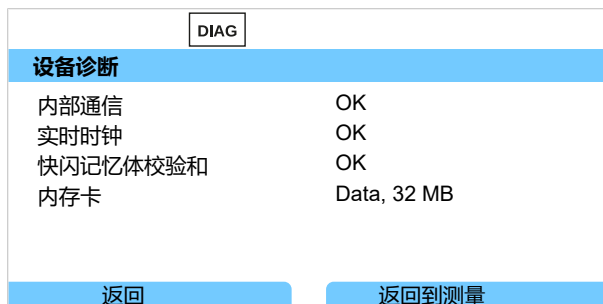 DIAG
设备诊断
内部通信 OK
实时时钟 OK
快闪记忆体校验和 OK
内存卡 Data, 32 MB
返回 返回到测量